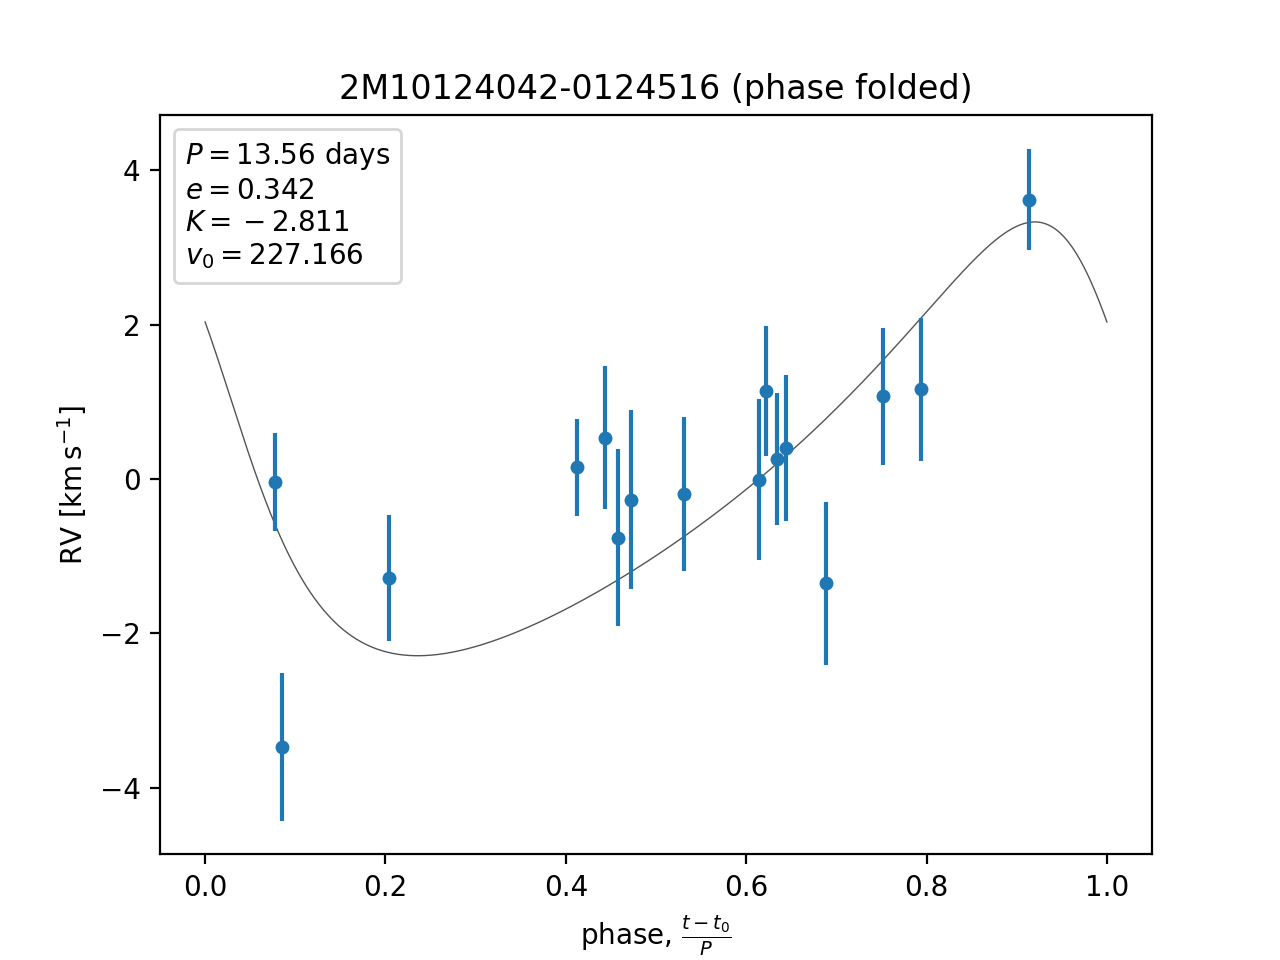 2M10124042-0124516 (phase folded)
P = 13.56 days
e = 0.342
K = −2.811
v₀ = 227.166
4
2
0
−2
−4
RV [km s⁻¹]
0.0 0.2 0.4 0.6 0.8 1.0
phase, (t − t₀)/P